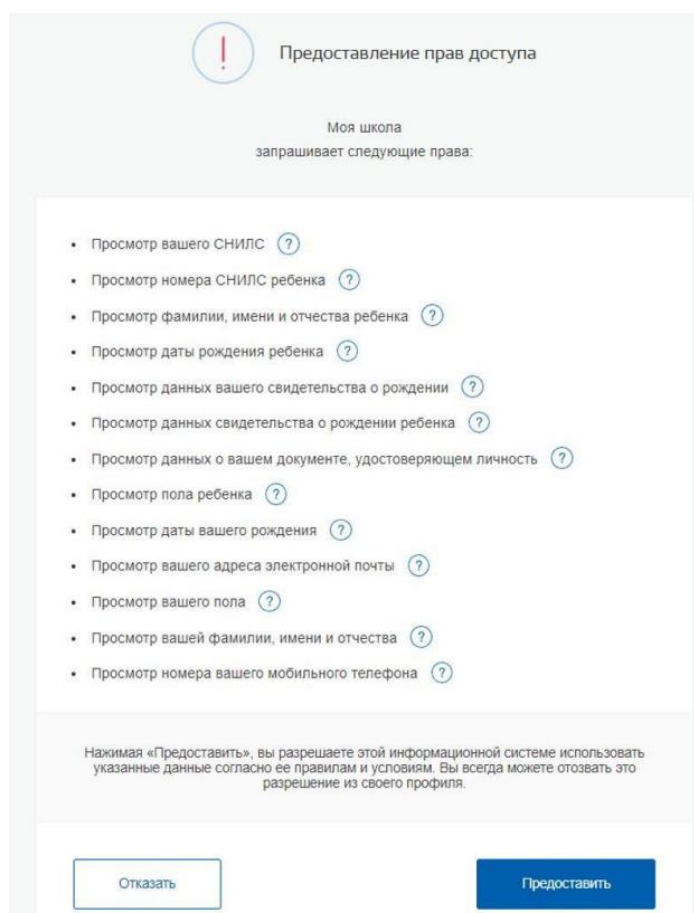 !
Предоставление прав доступа
Моя школа
запрашивает следующие права:
• Просмотр вашего СНИЛС ?
• Просмотр номера СНИЛС ребенка ?
• Просмотр фамилии, имени и отчества ребенка ?
• Просмотр даты рождения ребенка ?
• Просмотр данных вашего свидетельства о рождении ?
• Просмотр данных свидетельства о рождении ребенка ?
• Просмотр данных о вашем документе, удостоверяющем личность ?
• Просмотр пола ребенка ?
• Просмотр даты вашего рождения ?
• Просмотр вашего адреса электронной почты ?
• Просмотр вашего пола ?
• Просмотр вашей фамилии, имени и отчества ?
• Просмотр номера вашего мобильного телефона ?
Нажимая «Предоставить», вы разрешаете этой информационной системе использовать
указанные данные согласно ее правилам и условиям. Вы всегда можете отозвать это
разрешение из своего профиля.
Отказать
Предоставить